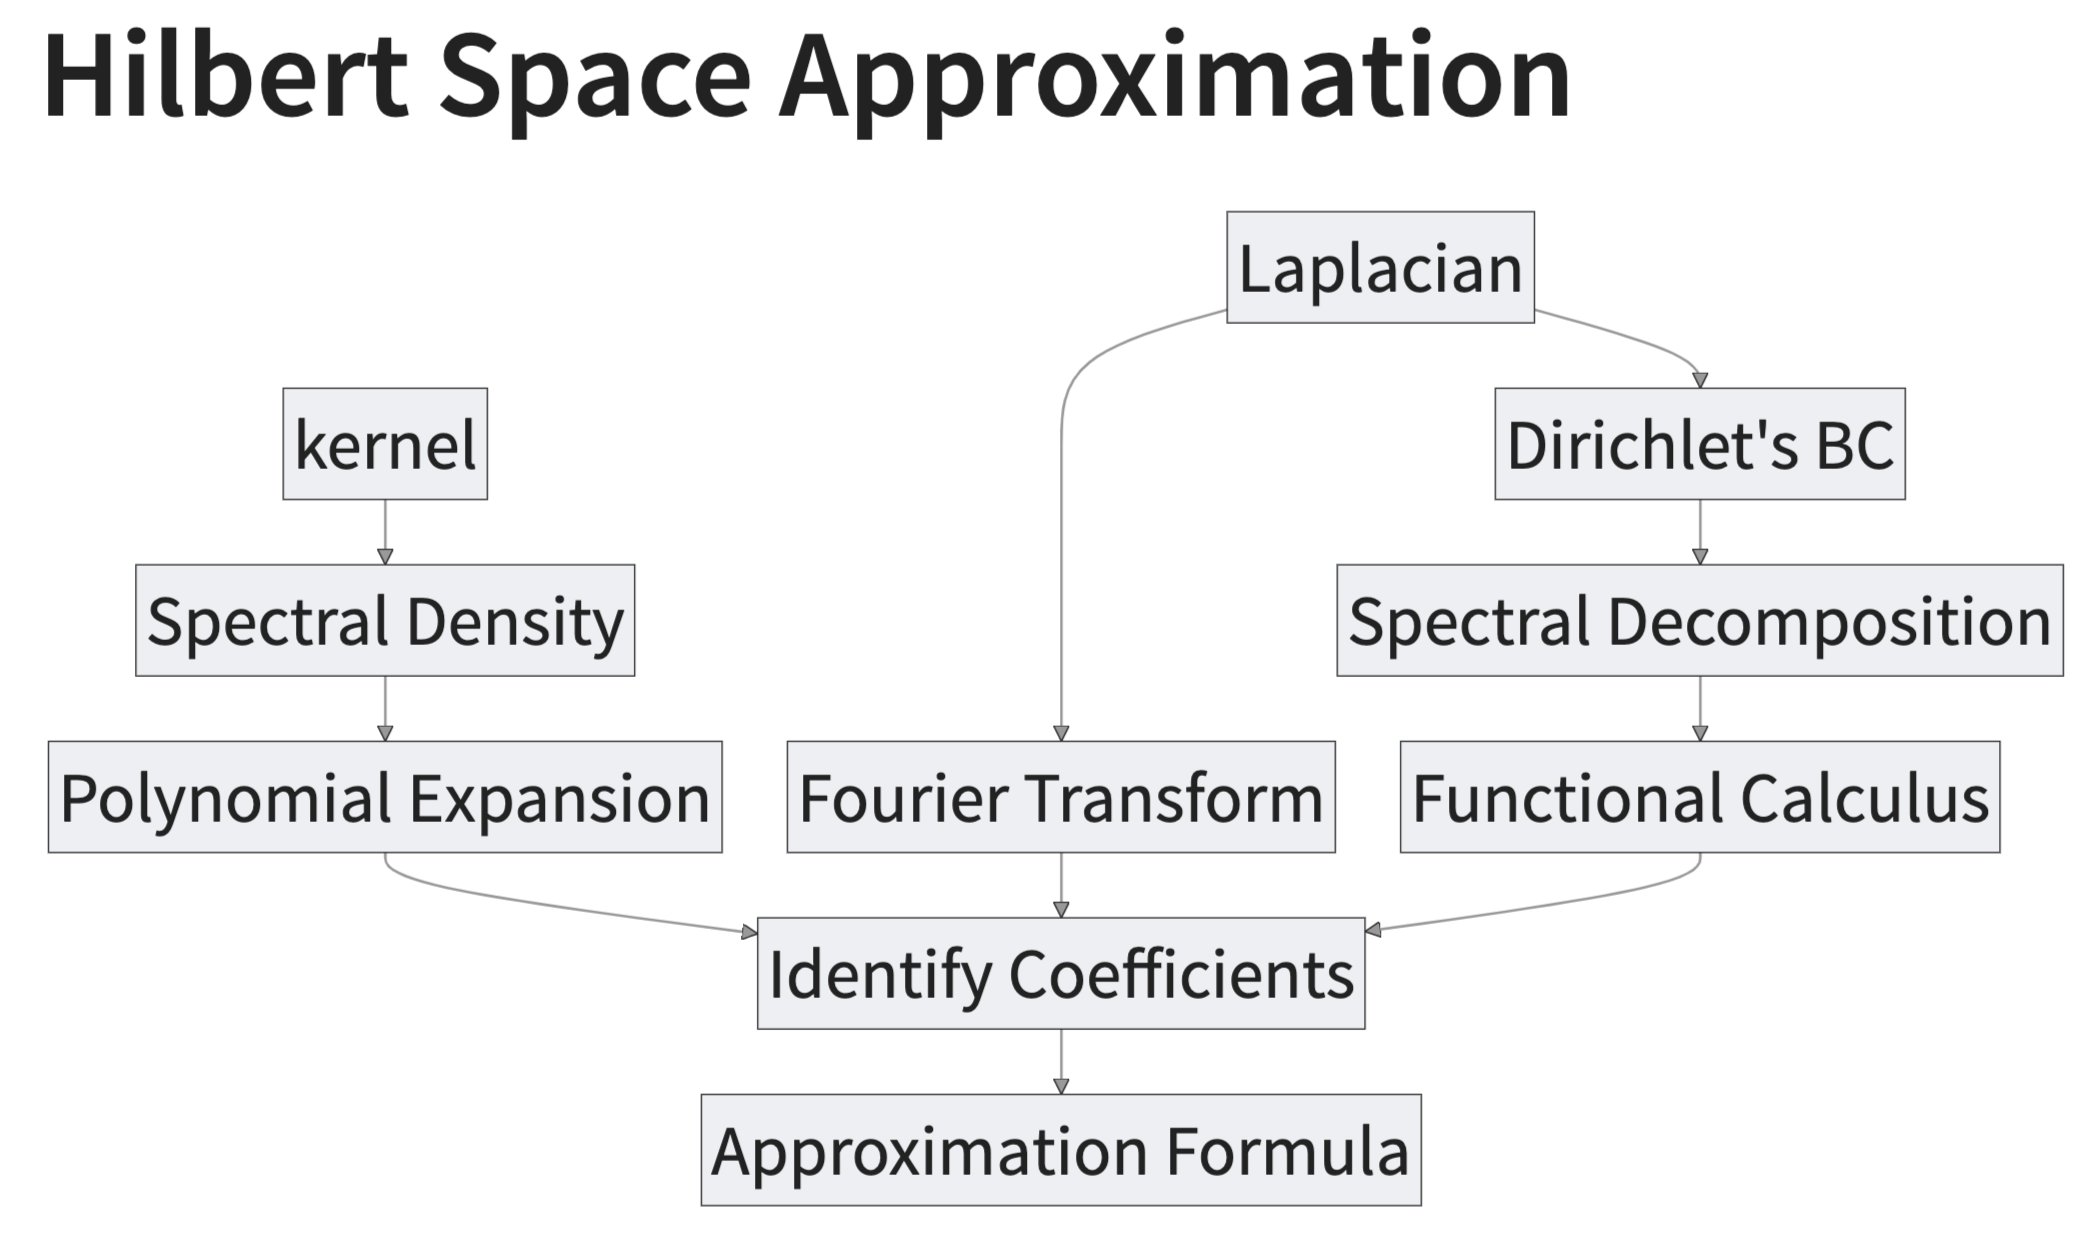 Hilbert Space Approximation
Laplacian
kernel
Dirichlet's BC
Spectral Density
Spectral Decomposition
Polynomial Expansion
Fourier Transform
Functional Calculus
Identify Coefficients
Approximation Formula